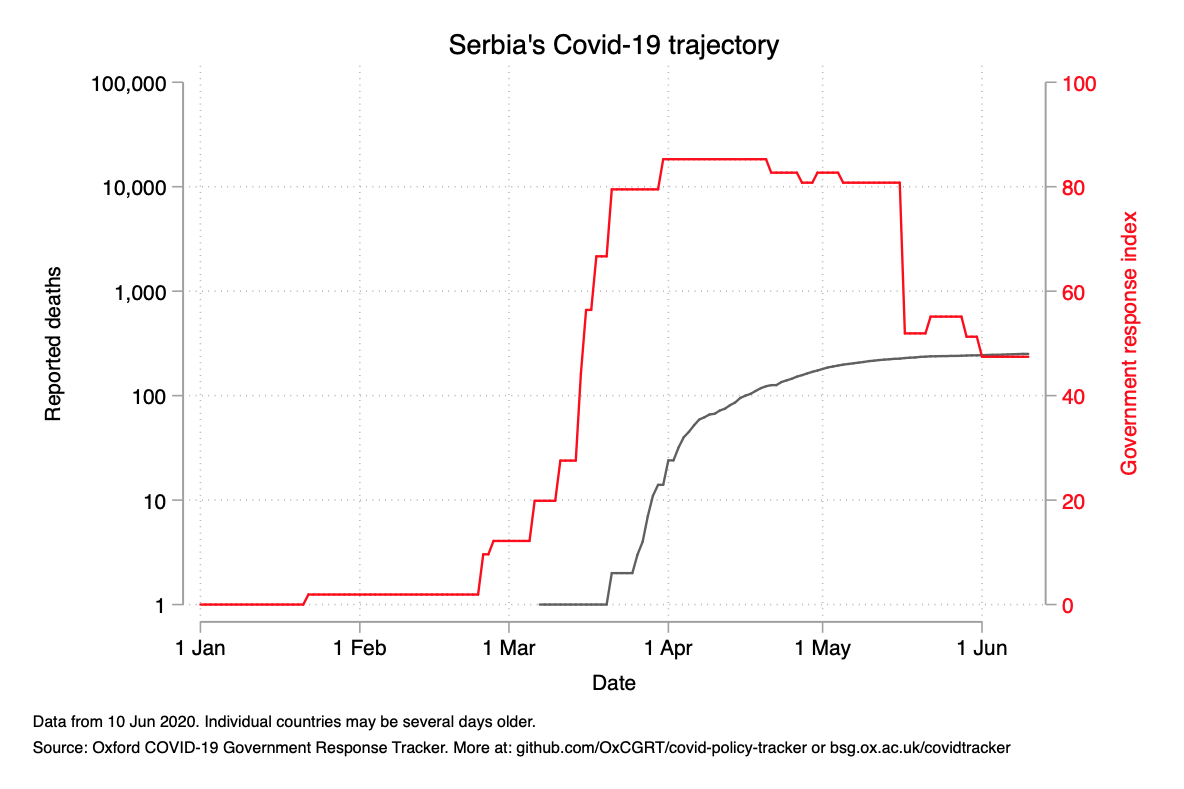 Serbia's Covid-19 trajectory
100,000
10,000
1,000
100
10
1
Reported deaths
100
80
60
40
20
0
Government response index
1 Jan
1 Feb
1 Mar
1 Apr
1 May
1 Jun
Date
Data from 10 Jun 2020. Individual countries may be several days older.
Source: Oxford COVID-19 Government Response Tracker. More at: github.com/OxCGRT/covid-policy-tracker or bsg.ox.ac.uk/covidtracker